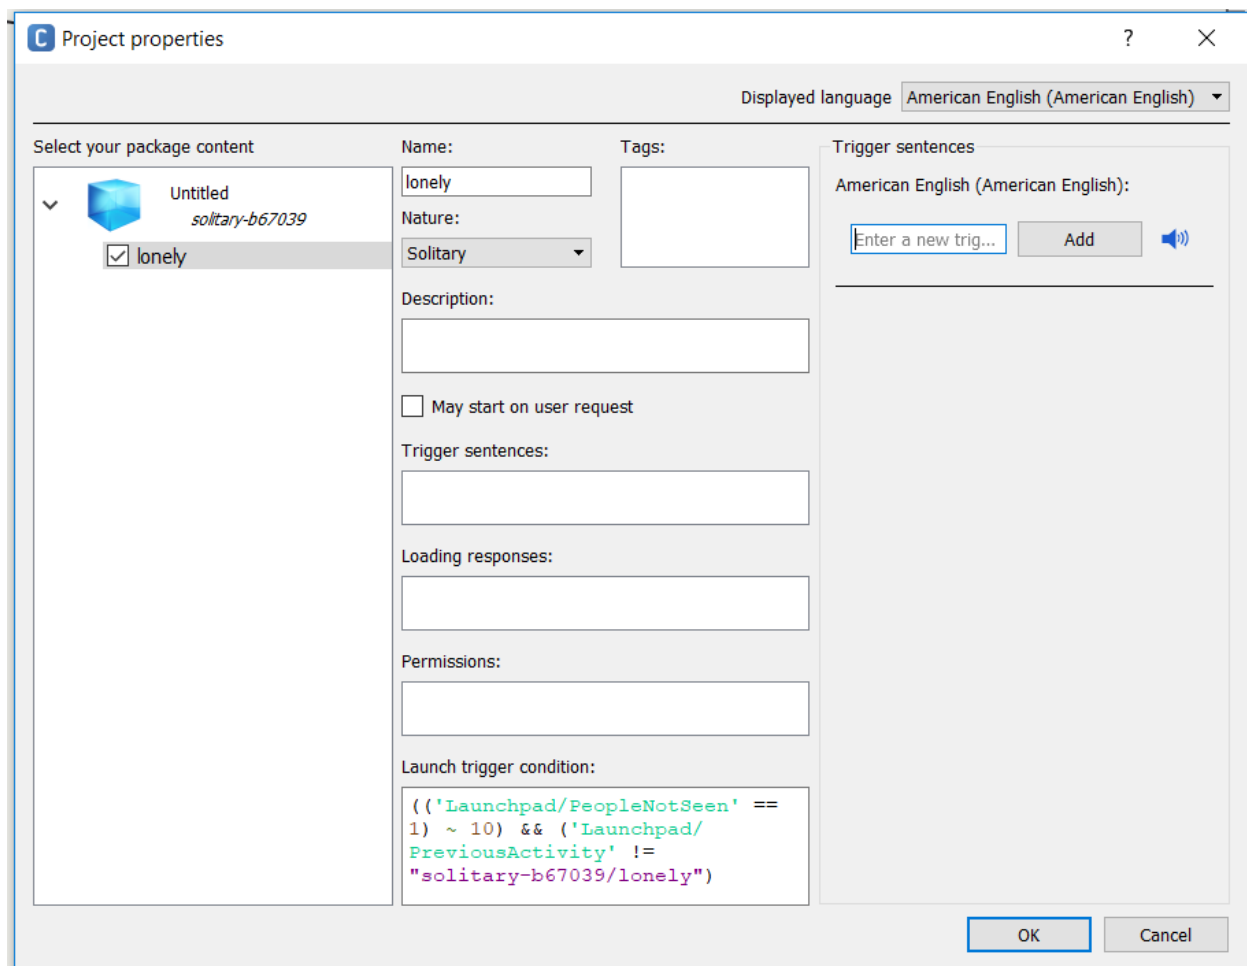 C Project properties ? ×
Displayed language American English (American English)
Select your package content
Untitled
solitary-b67039
lonely
Name:
lonely
Nature:
Solitary
Tags:
Description:
May start on user request
Trigger sentences:
Loading responses:
Permissions:
Launch trigger condition:
(('Launchpad/PeopleNotSeen' ==
1) ~ 10) && ('Launchpad/
PreviousActivity' !=
"solitary-b67039/lonely")
Trigger sentences
American English (American English):
Enter a new trig... Add
OK Cancel